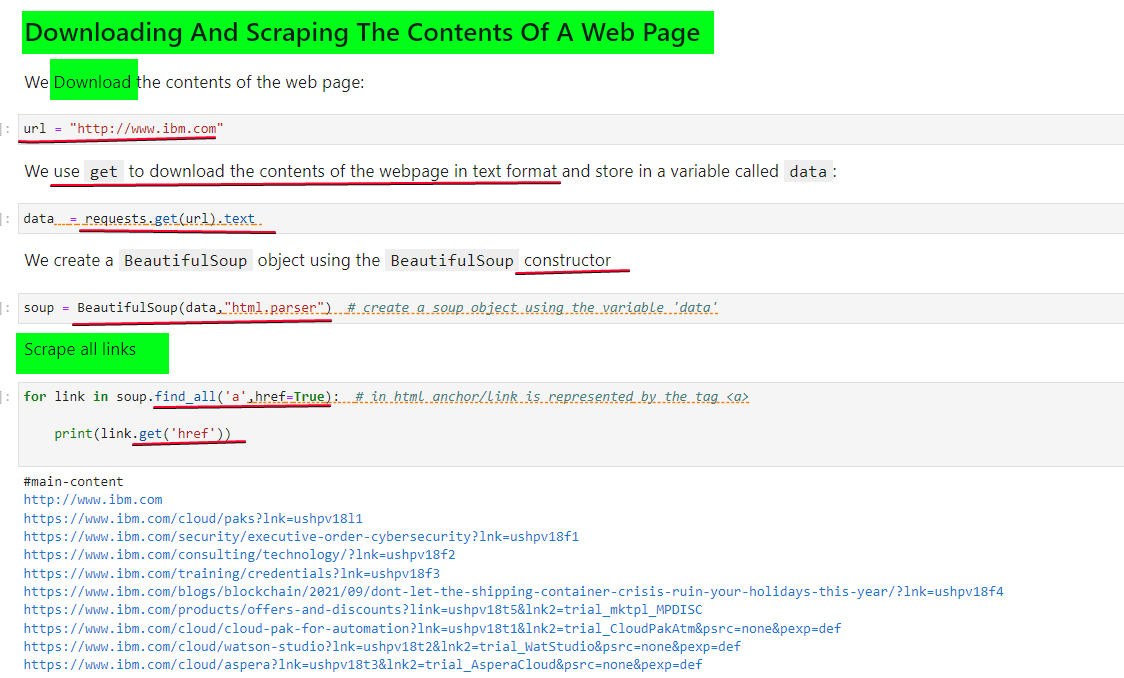 Downloading And Scraping The Contents Of A Web Page
We Download the contents of the web page:
]: url = "http://www.ibm.com"
We use get to download the contents of the webpage in text format and store in a variable called data :
]: data  = requests.get(url).text
We create a BeautifulSoup object using the BeautifulSoup constructor
]: soup = BeautifulSoup(data,"html.parser")  # create a soup object using the variable 'data'
Scrape all links
]: for link in soup.find_all('a',href=True):  # in html anchor/link is represented by the tag <a>
print(link.get('href'))
#main-content
http://www.ibm.com
https://www.ibm.com/cloud/paks?lnk=ushpv18l1
https://www.ibm.com/security/executive-order-cybersecurity?lnk=ushpv18f1
https://www.ibm.com/consulting/technology/?lnk=ushpv18f2
https://www.ibm.com/training/credentials?lnk=ushpv18f3
https://www.ibm.com/blogs/blockchain/2021/09/dont-let-the-shipping-container-crisis-ruin-your-holidays-this-year/?lnk=ushpv18f4
https://www.ibm.com/products/offers-and-discounts?link=ushpv18t5&lnk2=trial_mktpl_MPDISC
https://www.ibm.com/cloud/cloud-pak-for-automation?lnk=ushpv18t1&lnk2=trial_CloudPakAtm&psrc=none&pexp=def
https://www.ibm.com/cloud/watson-studio?lnk=ushpv18t2&lnk2=trial_WatStudio&psrc=none&pexp=def
https://www.ibm.com/cloud/aspera?lnk=ushpv18t3&lnk2=trial_AsperaCloud&psrc=none&pexp=def